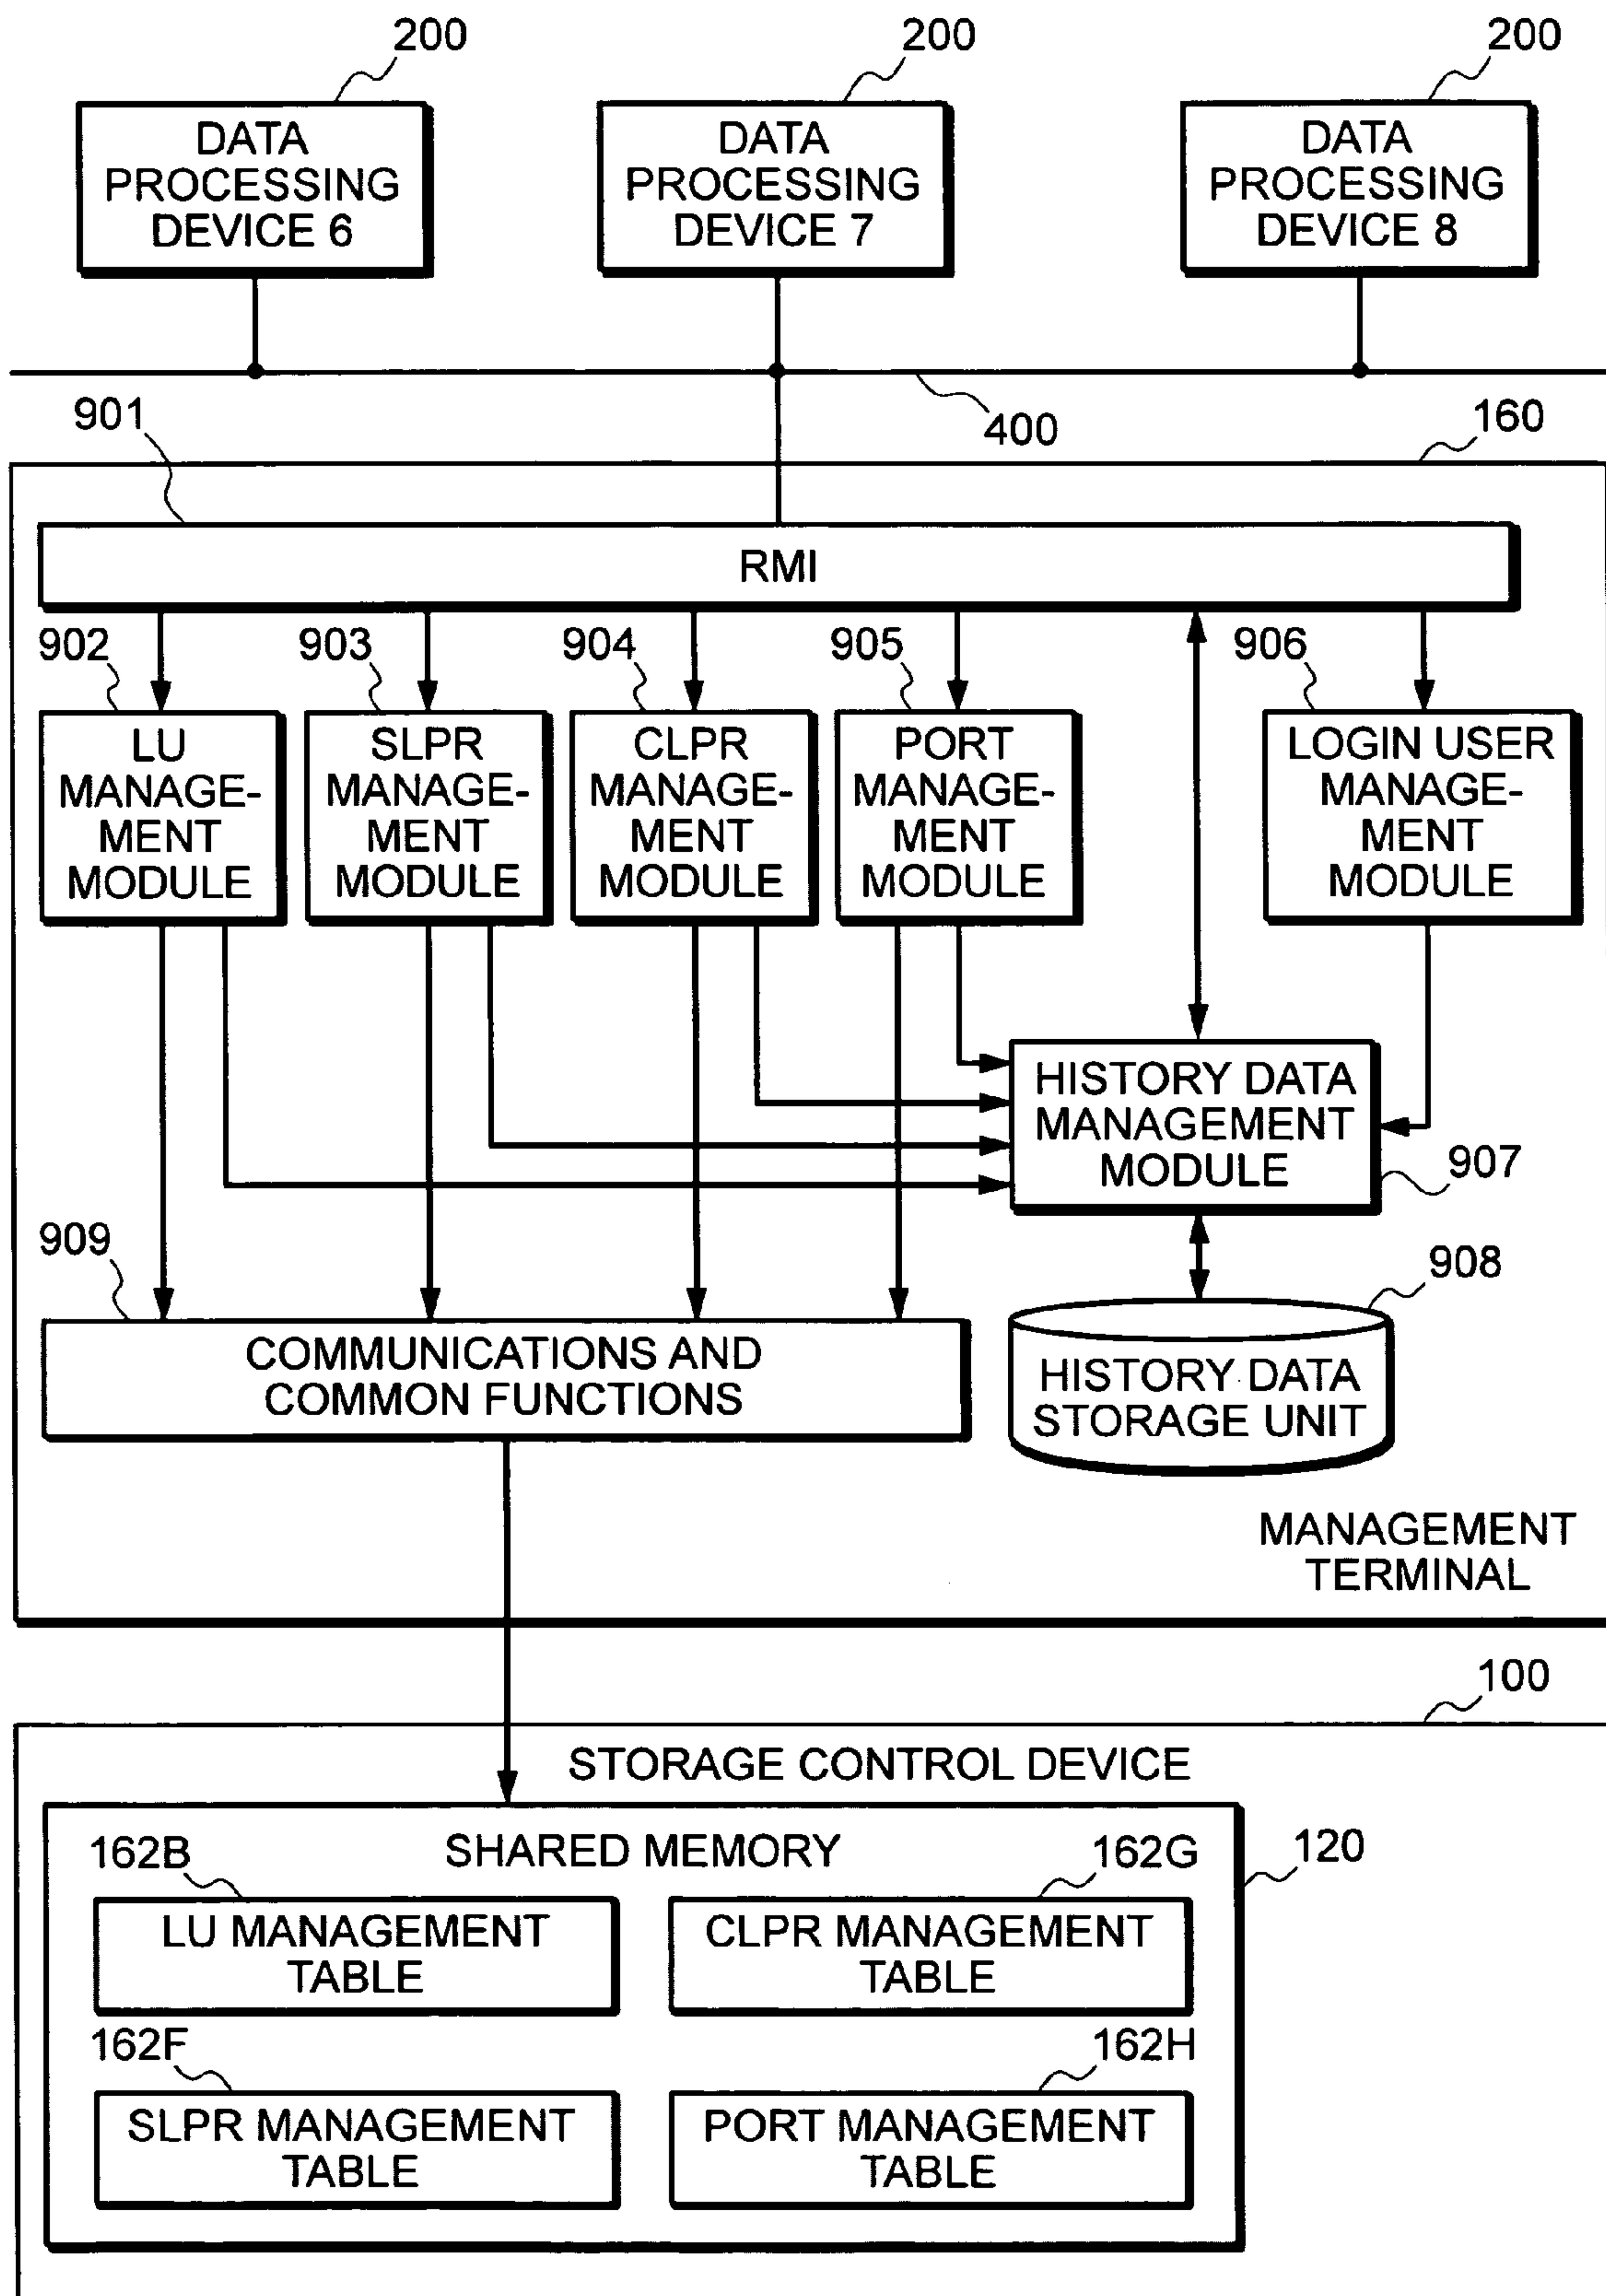 200
200
200
DATA
PROCESSING
DEVICE 6
DATA
PROCESSING
DEVICE 7
DATA
PROCESSING
DEVICE 8
400
901
160
RMI
902
903
904
905
906
LU
MANAGE-
MENT
MODULE
SLPR
MANAGE-
MENT
MODULE
CLPR
MANAGE-
MENT
MODULE
PORT
MANAGE-
MENT
MODULE
LOGIN USER
MANAGE-
MENT
MODULE
HISTORY DATA
MANAGEMENT
MODULE
907
909
908
COMMUNICATIONS AND
COMMON FUNCTIONS
HISTORY DATA
STORAGE UNIT
MANAGEMENT
TERMINAL
100
STORAGE CONTROL DEVICE
120
SHARED MEMORY
162B
162G
LU MANAGEMENT
TABLE
CLPR MANAGEMENT
TABLE
162F
162H
SLPR MANAGEMENT
TABLE
PORT MANAGEMENT
TABLE